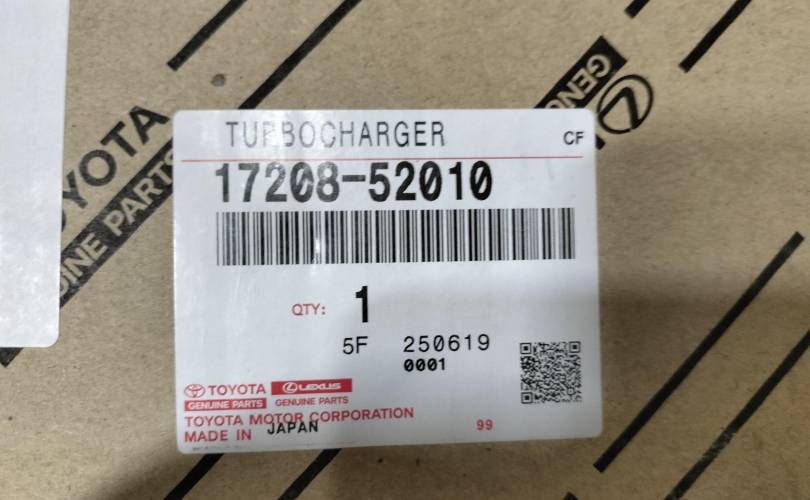 TOYOTA
GENUINE PARTS
TURBOCHARGER
CF
17208-52010
QTY: 1
5F 250619
0001
TOYOTA LEXUS
GENUINE PARTS GENUINE PARTS
TOYOTA MOTOR CORPORATION
MADE IN JAPAN
99